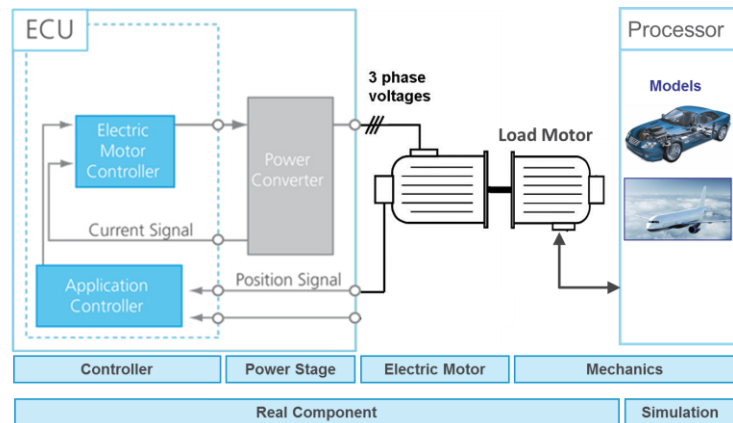 ECU
Processor
Models
3 phase
voltages
Load Motor
Electric
Motor
Controller
Power
Converter
Current Signal
Application
Controller
Position Signal
Controller
Power Stage
Electric Motor
Mechanics
Real Component
Simulation